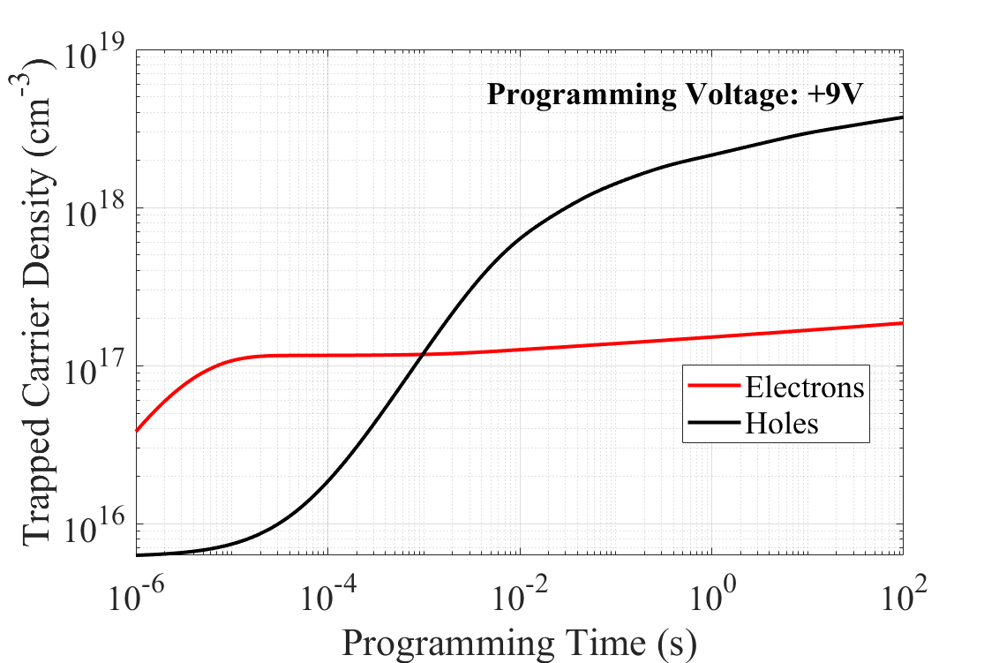 10^19
Programming Voltage: +9V
10^18
10^17
10^16
Trapped Carrier Density (cm^-3)
Electrons
Holes
10^-6 10^-4 10^-2 10^0 10^2
Programming Time (s)